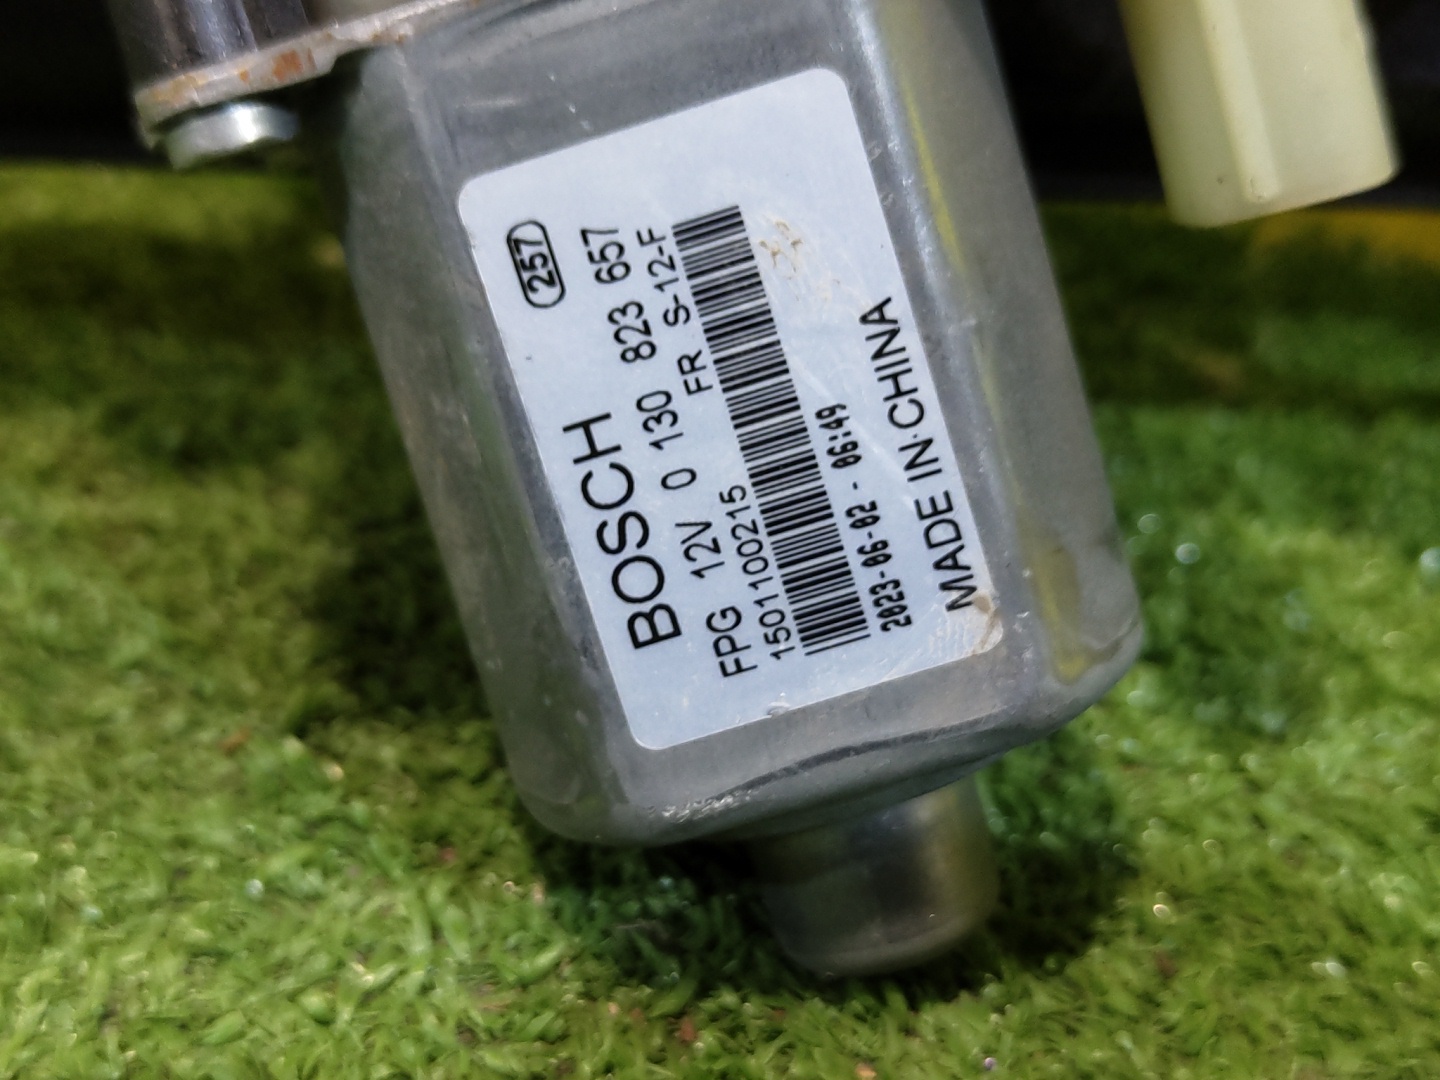 257
BOSCH
FPG 12V 0 130 823 657
1501100215 FR S-12-F
2023-06-02 - 06:49
MADE IN CHINA